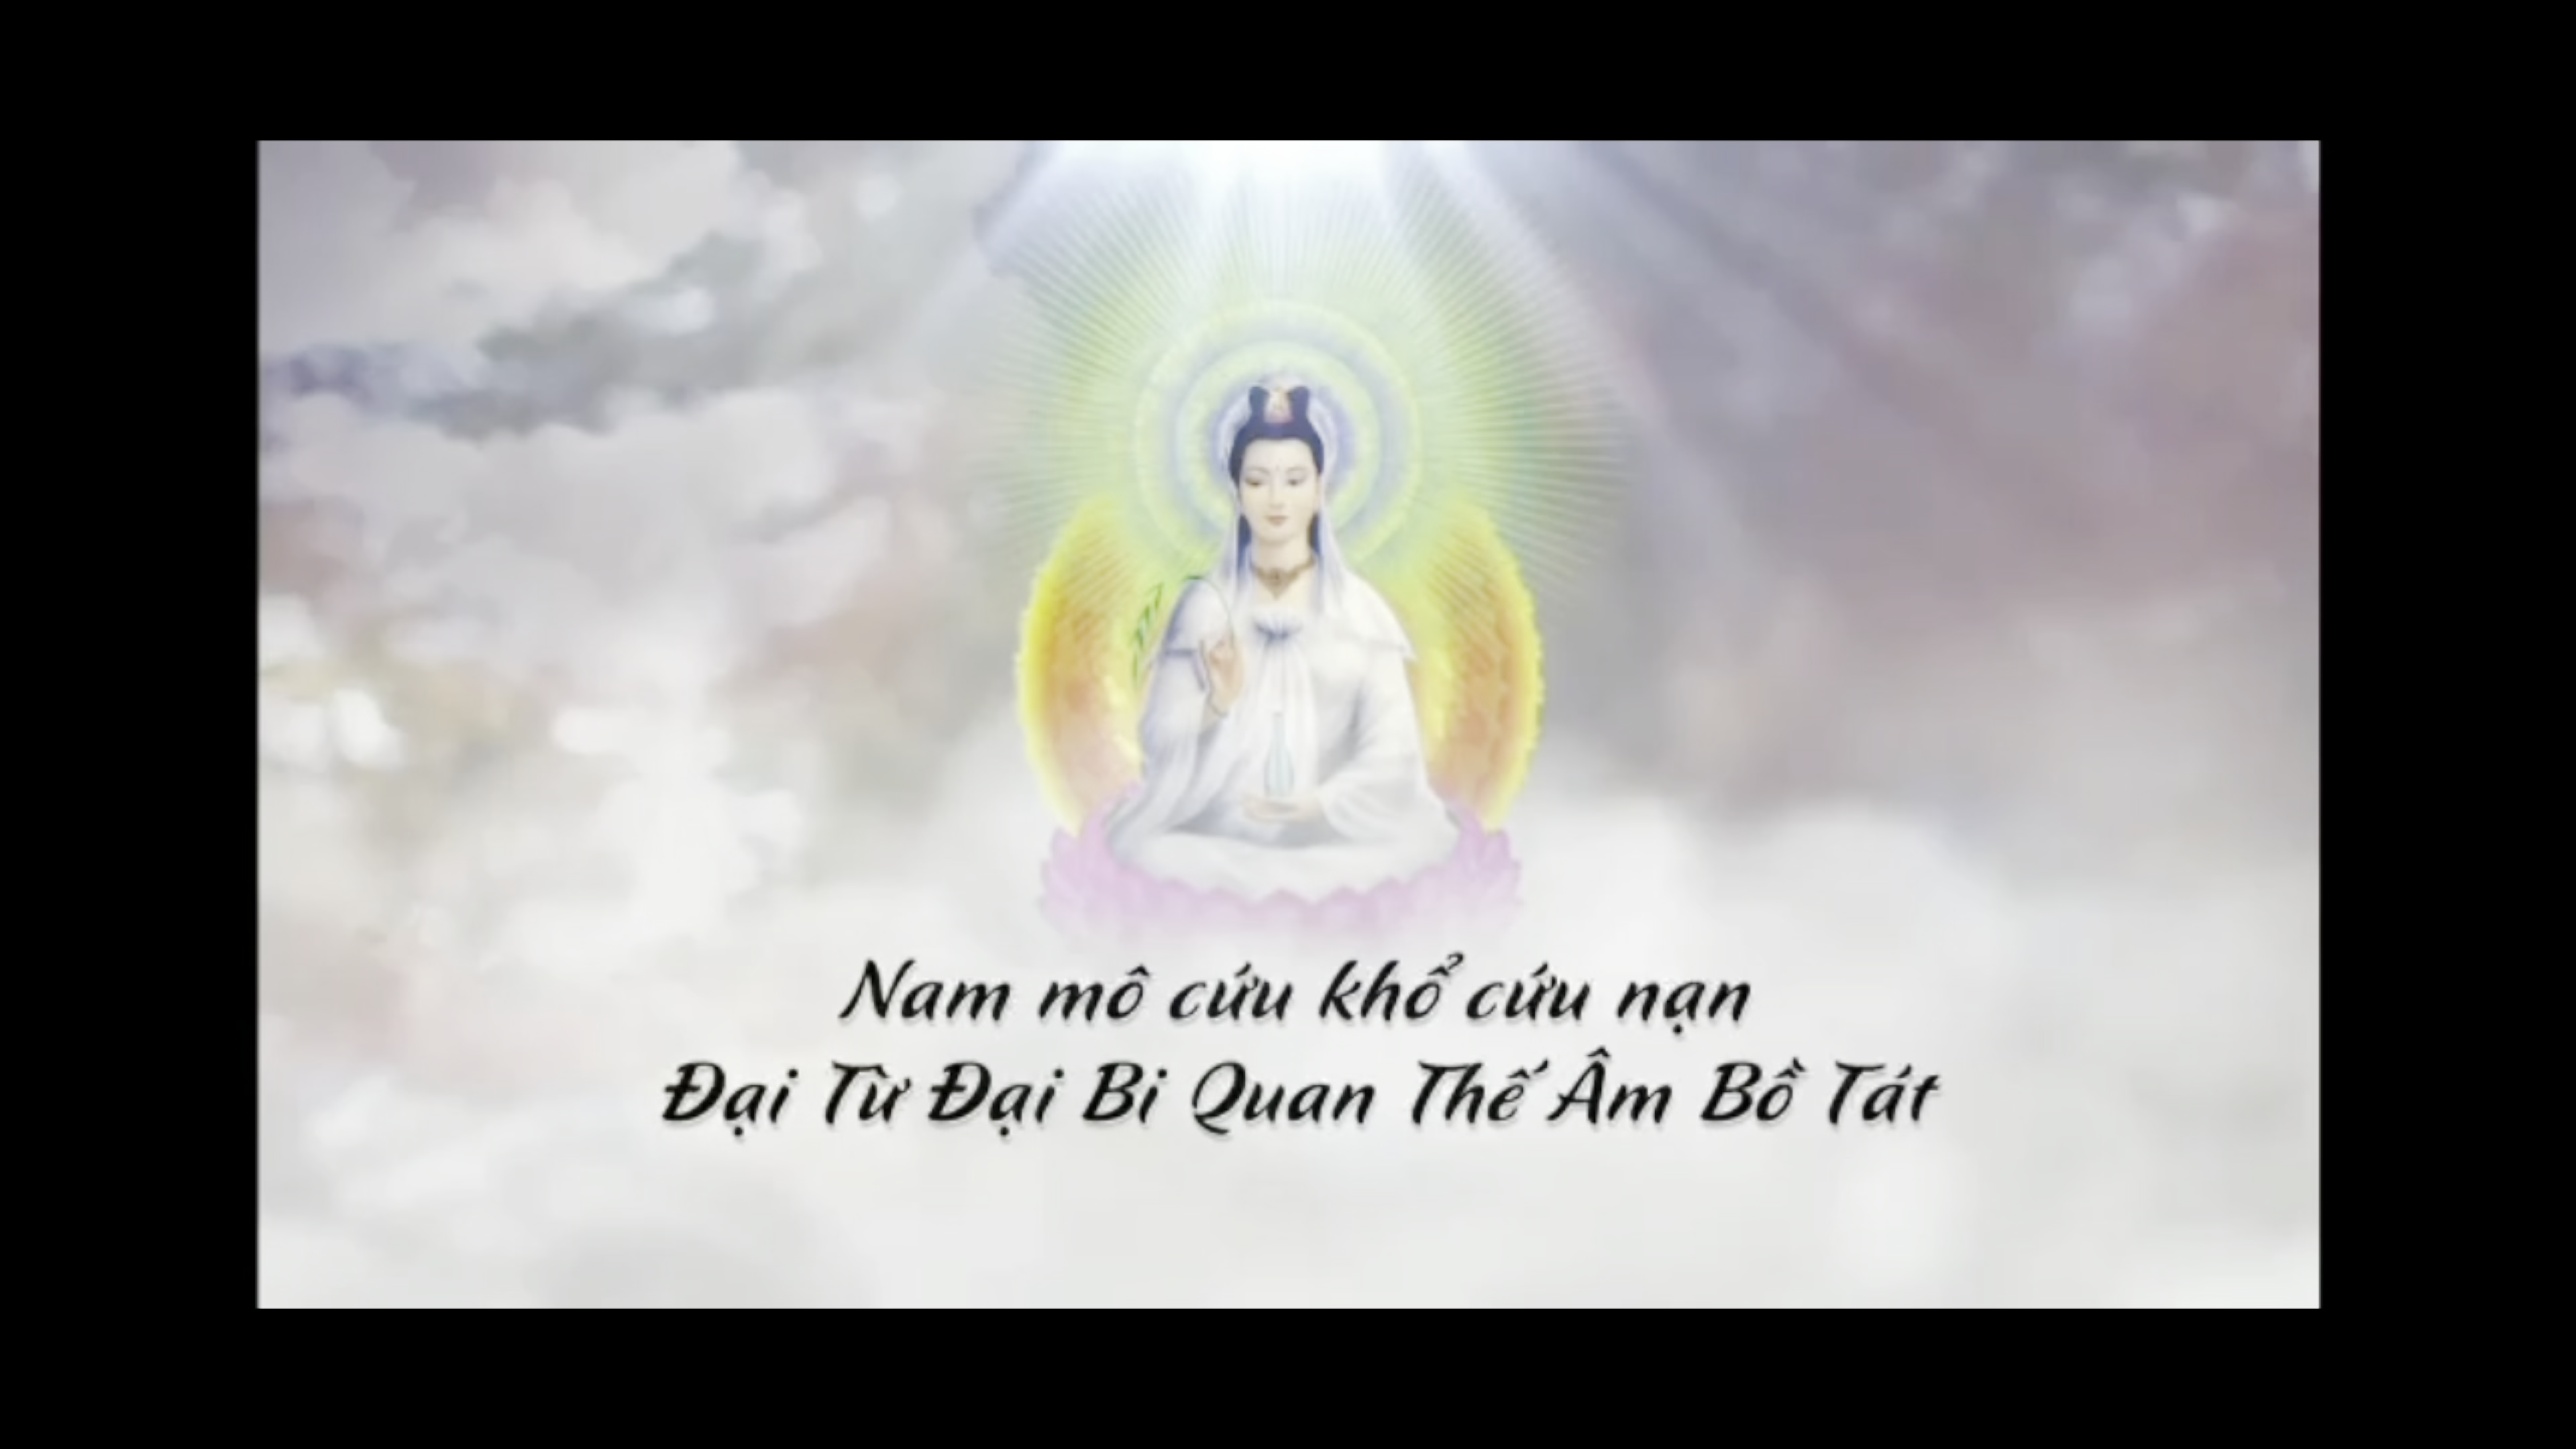 Nam mô cứu khổ cứu nạn
Đại Từ Đại Bi Quan Thế Âm Bồ Tát